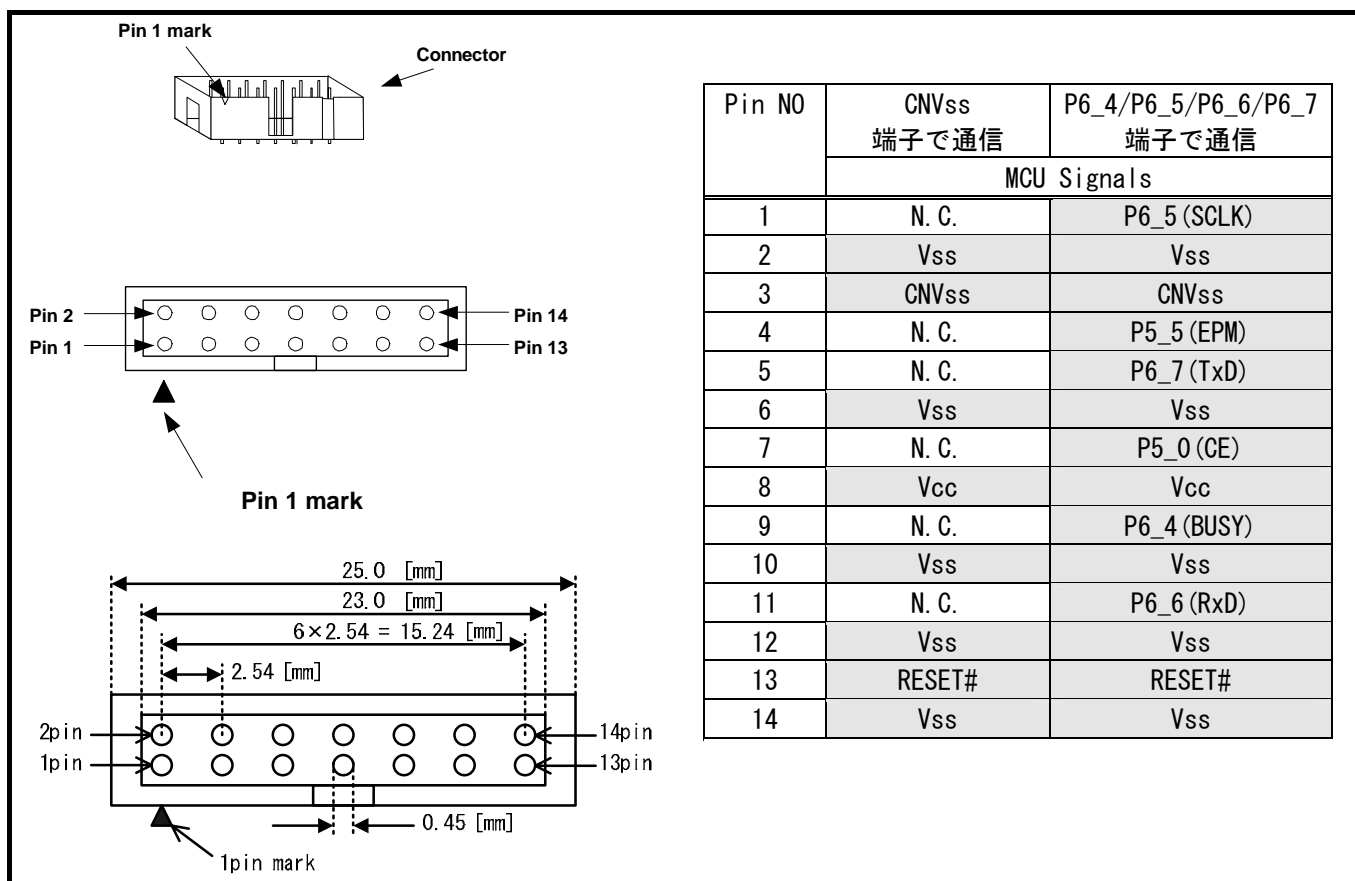 Pin 1 mark
Connector
Pin 2
Pin 14
Pin 1
Pin 13
Pin 1 mark
25.0 [mm]
23.0 [mm]
6×2.54 = 15.24 [mm]
2.54 [mm]
2pin
14pin
1pin
13pin
0.45 [mm]
1pin mark
Pin NO CNVss P6_4/P6_5/P6_6/P6_7
端子で通信 端子で通信
MCU Signals
1 N.C. P6_5(SCLK)
2 Vss Vss
3 CNVss CNVss
4 N.C. P5_5(EPM)
5 N.C. P6_7(TxD)
6 Vss Vss
7 N.C. P5_0(CE)
8 Vcc Vcc
9 N.C. P6_4(BUSY)
10 Vss Vss
11 N.C. P6_6(RxD)
12 Vss Vss
13 RESET# RESET#
14 Vss Vss